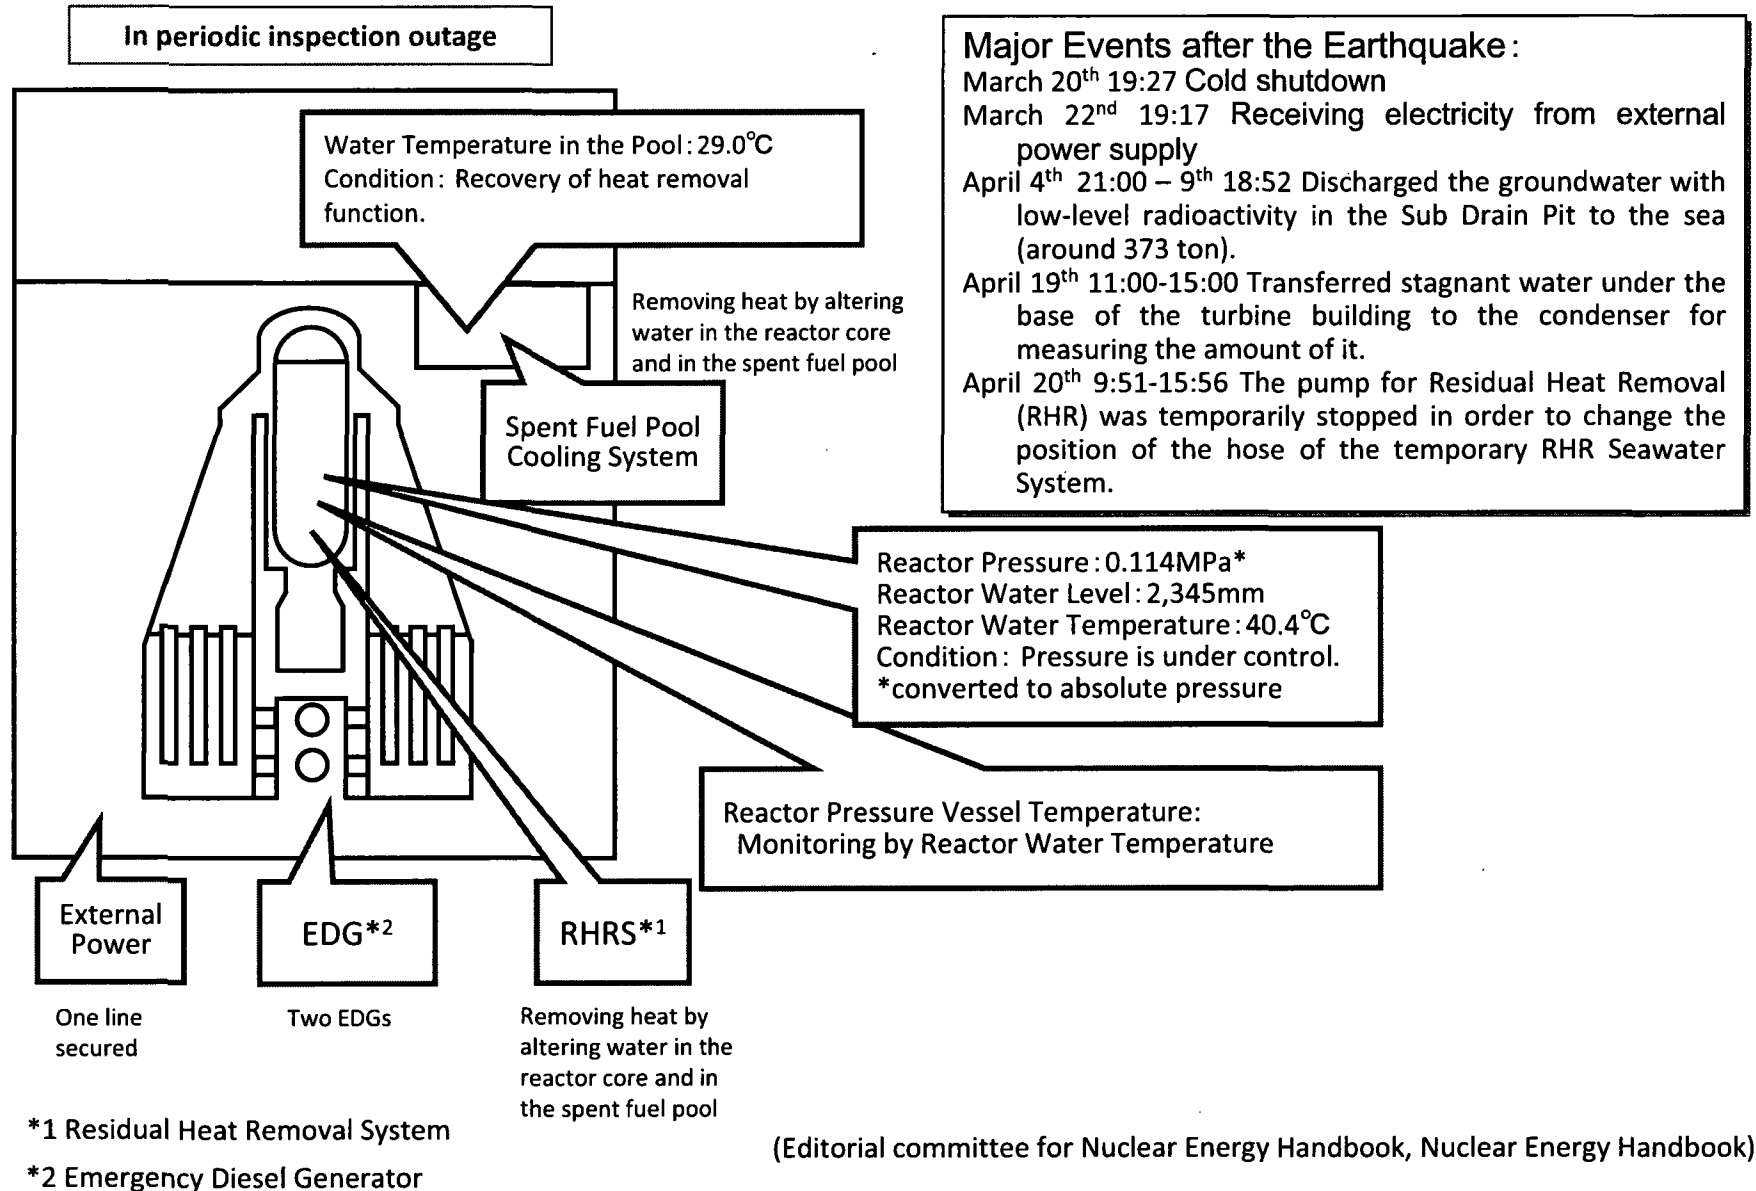 In periodic inspection outage
Major Events after the Earthquake:
March 20th 19:27 Cold shutdown
March 22nd 19:17 Receiving electricity from external
power supply
April 4th 21:00 – 9th 18:52 Discharged the groundwater with
low-level radioactivity in the Sub Drain Pit to the sea
(around 373 ton).
April 19th 11:00-15:00 Transferred stagnant water under the
base of the turbine building to the condenser for
measuring the amount of it.
April 20th 9:51-15:56 The pump for Residual Heat Removal
(RHR) was temporarily stopped in order to change the
position of the hose of the temporary RHR Seawater
System.
Water Temperature in the Pool: 29.0℃
Condition: Recovery of heat removal
function.
Removing heat by altering
water in the reactor core
and in the spent fuel pool
Spent Fuel Pool
Cooling System
Reactor Pressure: 0.114MPa*
Reactor Water Level: 2,345mm
Reactor Water Temperature: 40.4℃
Condition: Pressure is under control.
*converted to absolute pressure
Reactor Pressure Vessel Temperature:
Monitoring by Reactor Water Temperature
External
Power
EDG*2
RHRS*1
One line
secured
Two EDGs
Removing heat by
altering water in the
reactor core and in
the spent fuel pool
*1 Residual Heat Removal System
*2 Emergency Diesel Generator
(Editorial committee for Nuclear Energy Handbook, Nuclear Energy Handbook)